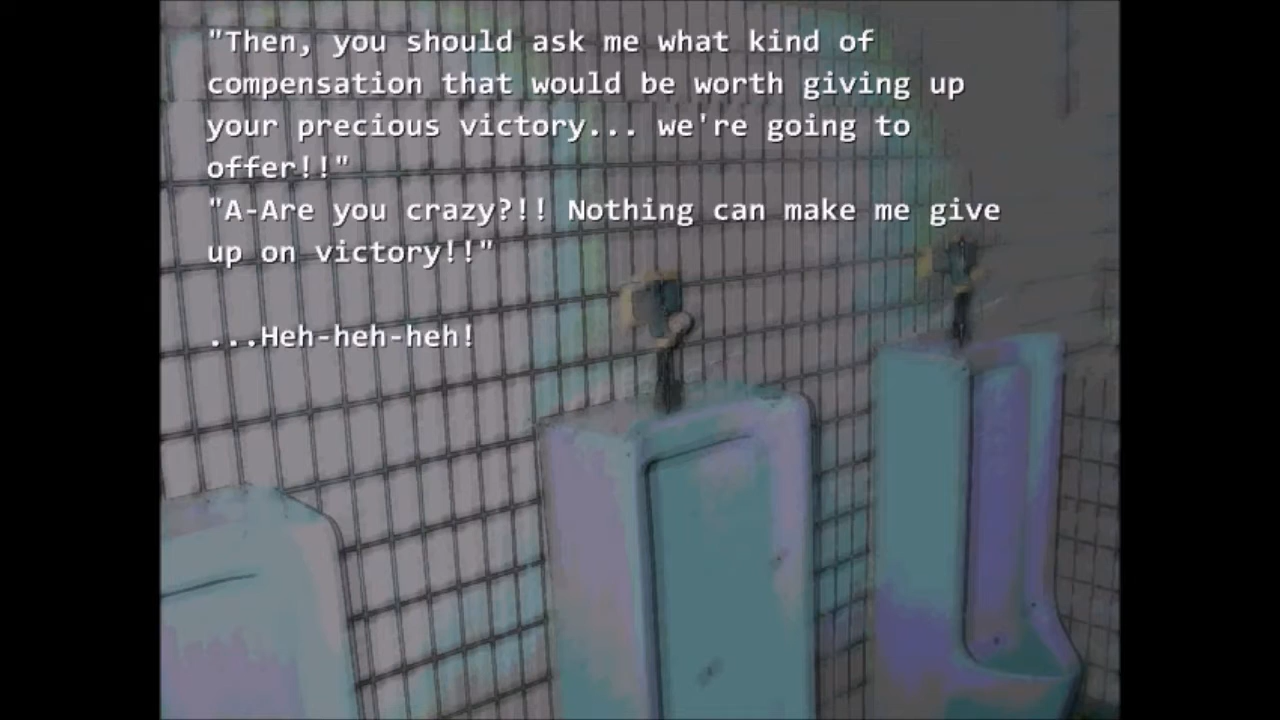 "Then, you should ask me what kind of
compensation that would be worth giving up
your precious victory... we're going to
offer!!"
"A-Are you crazy?!! Nothing can make me give
up on victory!!"
...Heh-heh-heh!